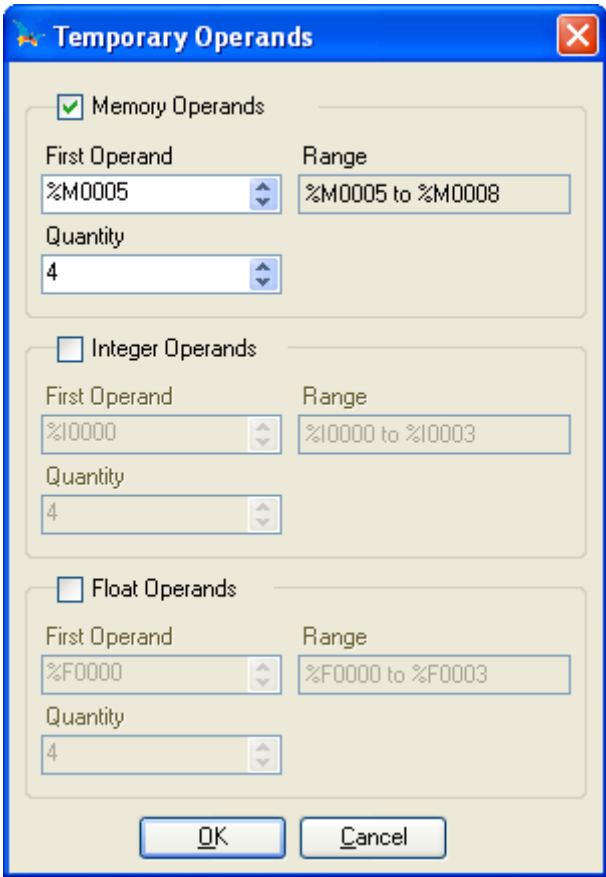 Temporary Operands
Memory Operands
First Operand Range
%M0005 %M0005 to %M0008
Quantity
4
Integer Operands
First Operand Range
%I0000 %I0000 to %I0003
Quantity
4
Float Operands
First Operand Range
%F0000 %F0000 to %F0003
Quantity
4
OK Cancel